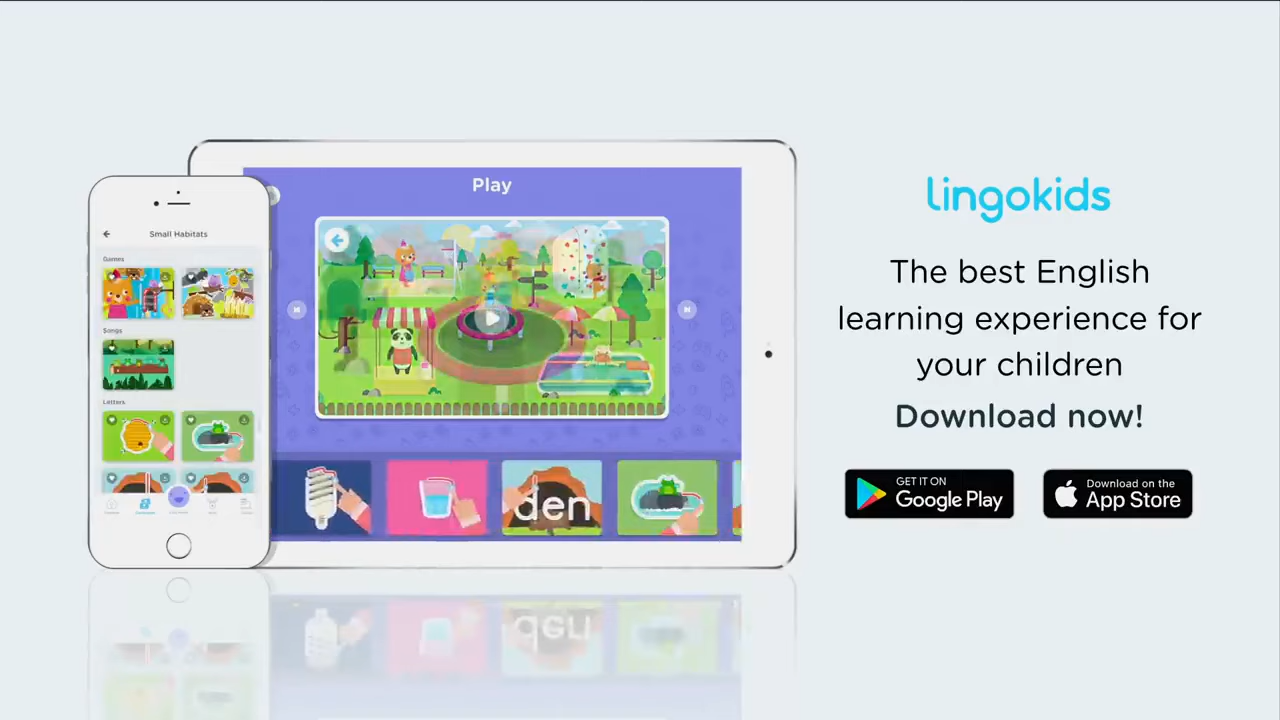 Play
Small Habitats
Games
Songs
Letters
den
lingokids
The best English
learning experience for
your children
Download now!
GET IT ON
Google Play
Download on the
App Store